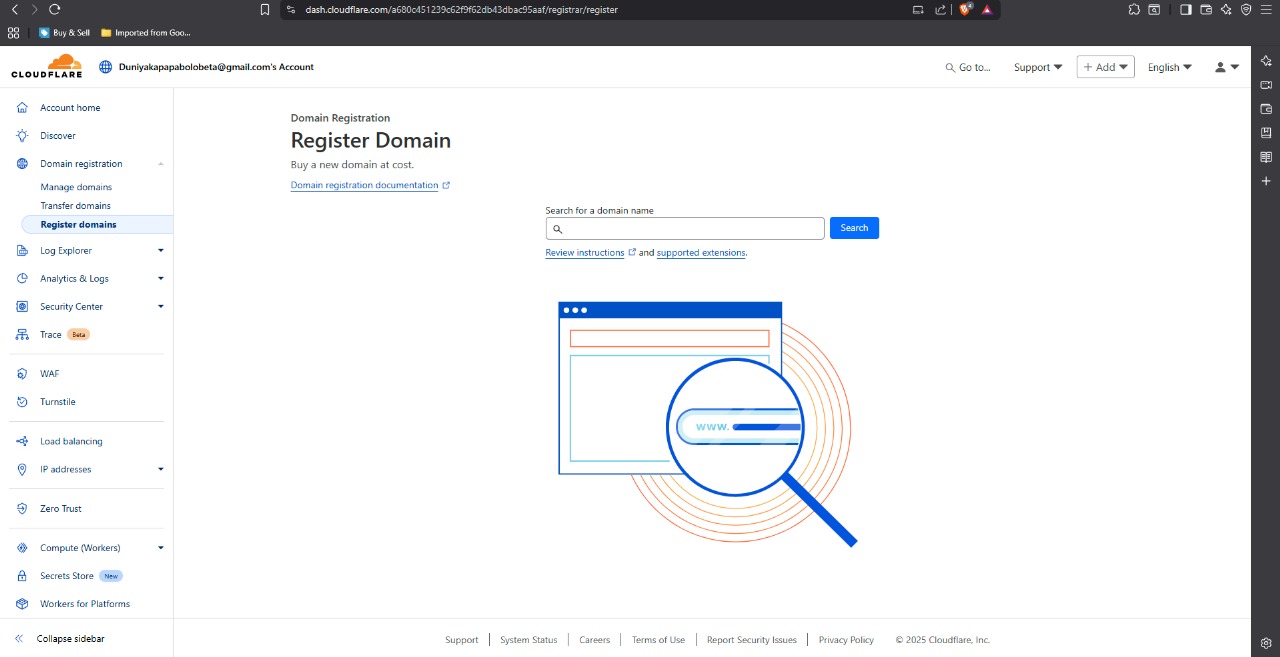 dash.cloudflare.com/a680c451239c62f9f62db43dbac95aaf/registrar/register
4
Buy & Sell
Imported from Goo...
CLOUDFLARE
Duniyakapapabolobeta@gmail.com's Account
Go to...
Support
+ Add
English
Account home
Discover
Domain registration
Manage domains
Transfer domains
Register domains
Log Explorer
Analytics & Logs
Security Center
Trace Beta
WAF
Turnstile
Load balancing
IP addresses
Zero Trust
Compute (Workers)
Secrets Store New
Workers for Platforms
Collapse sidebar
Domain Registration
Register Domain
Buy a new domain at cost.
Domain registration documentation
Search for a domain name
Search
Review instructions and supported extensions.
www.
Support
System Status
Careers
Terms of Use
Report Security Issues
Privacy Policy
© 2025 Cloudflare, Inc.